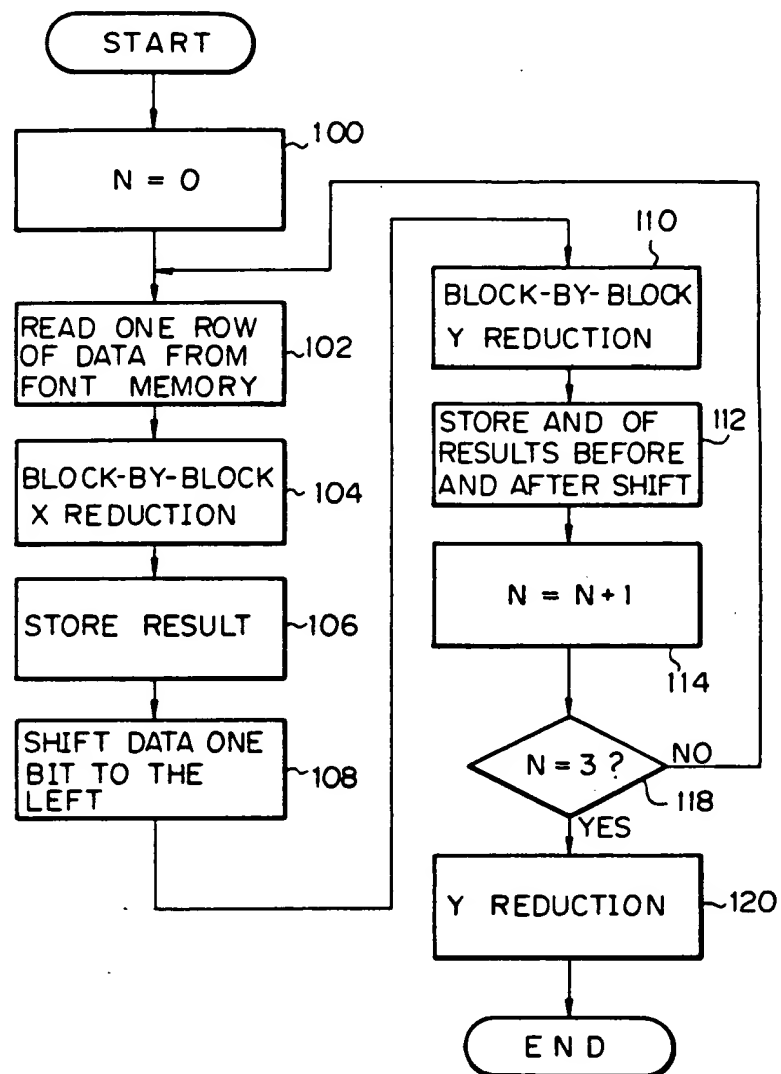 START
100
N = 0
READ ONE ROW
OF DATA FROM
FONT MEMORY
102
BLOCK-BY-BLOCK
X REDUCTION
104
STORE RESULT
106
SHIFT DATA ONE
BIT TO THE
LEFT
108
110
BLOCK-BY-BLOCK
Y REDUCTION
STORE AND OF
RESULTS BEFORE
AND AFTER SHIFT
112
N = N+1
114
N = 3 ?
NO
118
YES
Y REDUCTION
120
END